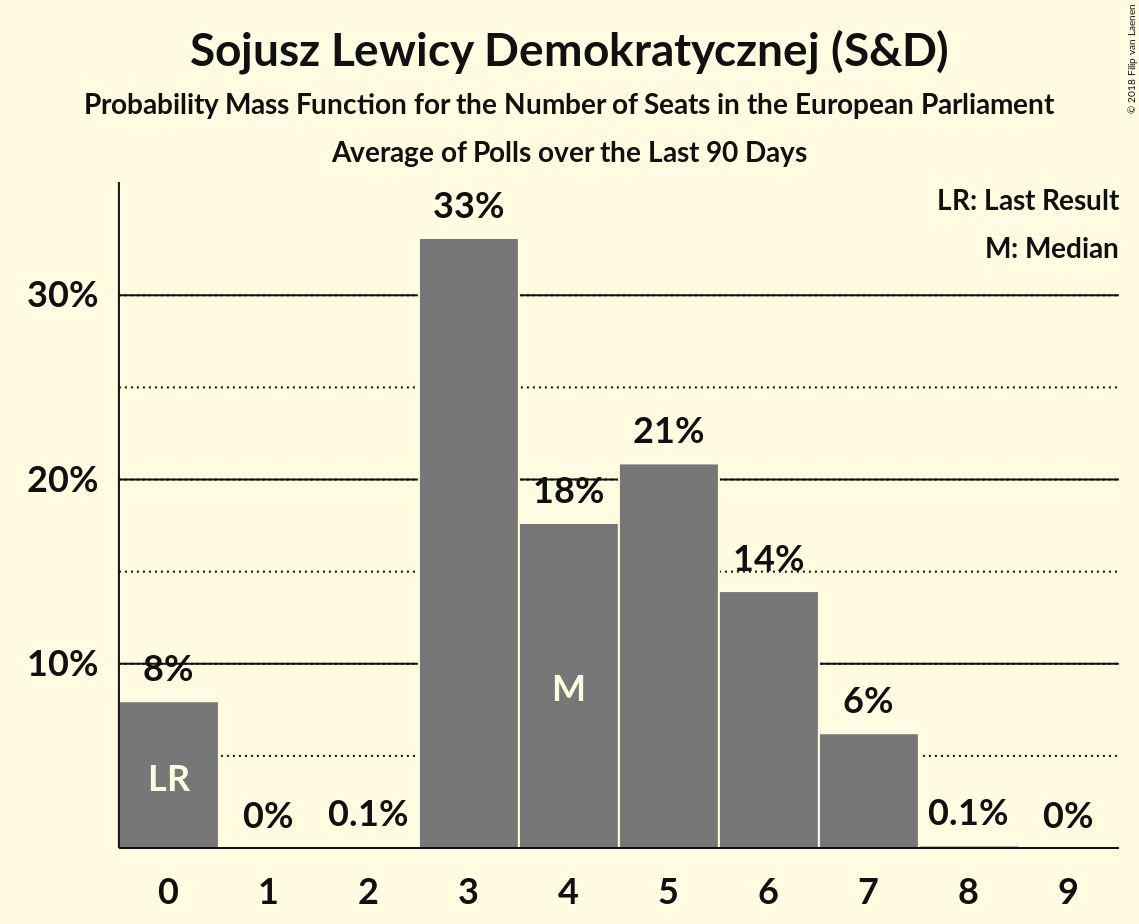 Sojusz Lewicy Demokratycznej (S&D)
Probability Mass Function for the Number of Seats in the European Parliament
Average of Polls over the Last 90 Days
© 2018 Filip van Laenen
LR: Last Result
M: Median
33%
30%
21%
20%
18%
14%
10%
8%
6%
M
LR
0%
0.1%
0.1%
0%
0 1 2 3 4 5 6 7 8 9